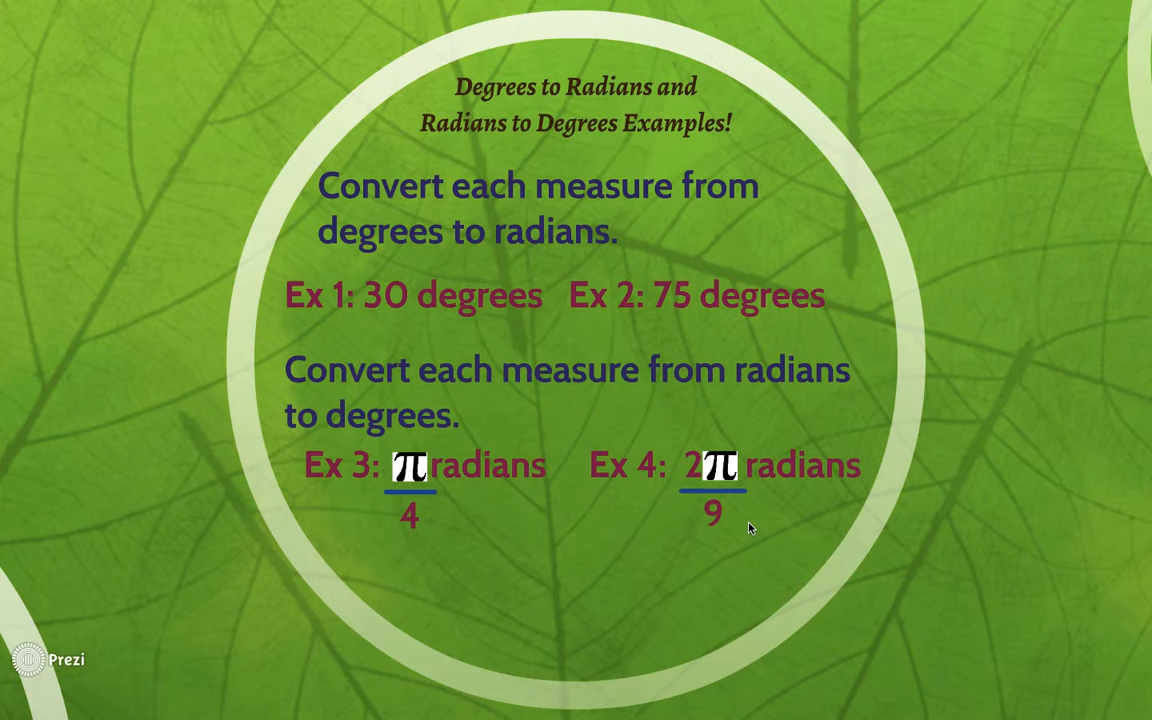 Degrees to Radians and
Radians to Degrees Examples!
Convert each measure from
degrees to radians.
Ex 1: 30 degrees Ex 2: 75 degrees
Convert each measure from radians
to degrees.
Ex 3: π radians Ex 4: 2π radians
4 9
Prezi